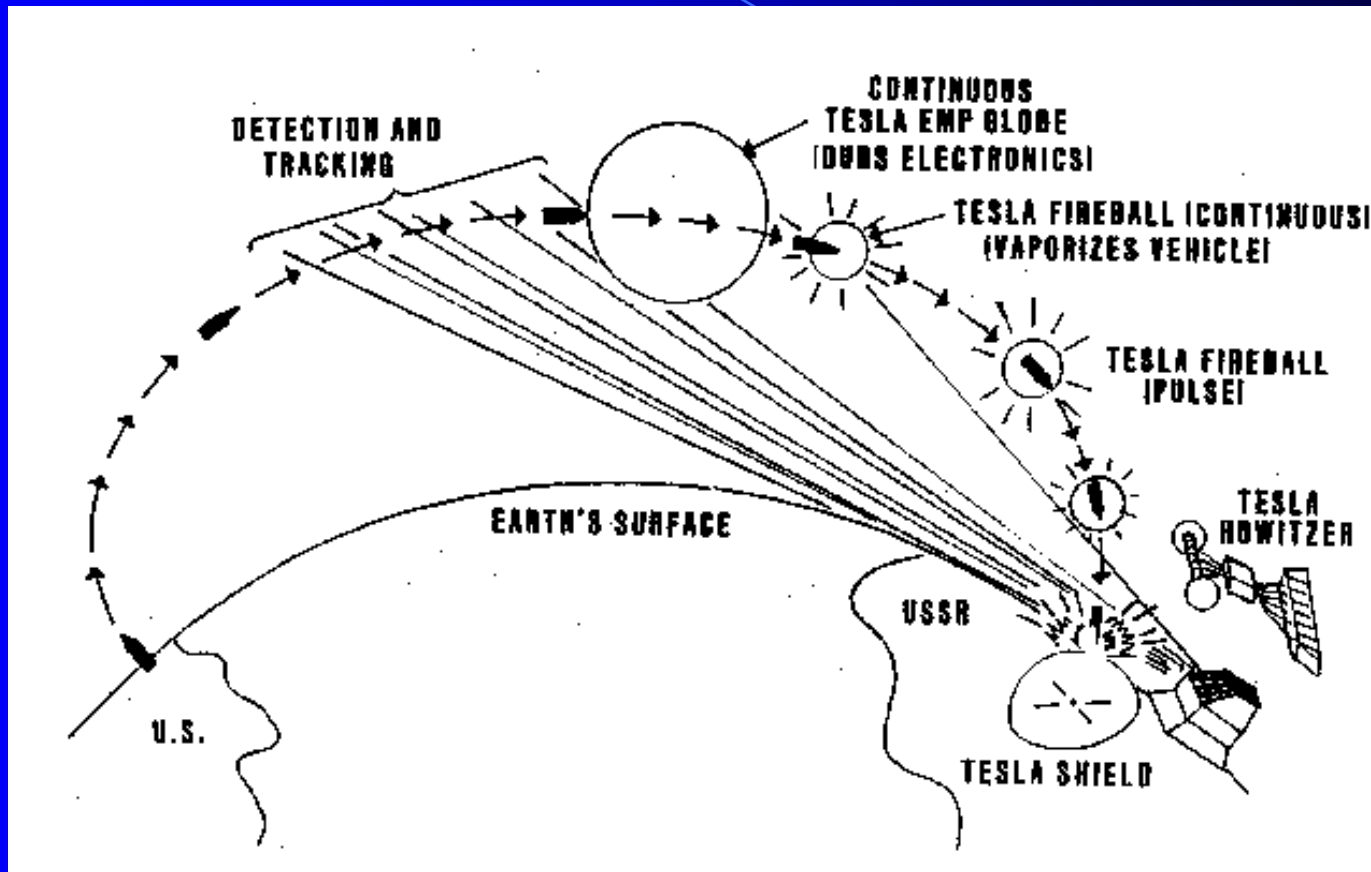 DETECTION AND
TRACKING
CONTINUOUS
TESLA EMP GLOBE
(DUDS ELECTRONICS)
TESLA FIREBALL (CONTINUOUS)
(VAPORIZES VEHICLE)
TESLA FIREBALL
(PULSE)
TESLA
HOWITZER
EARTH'S SURFACE
USSR
U.S.
TESLA SHIELD